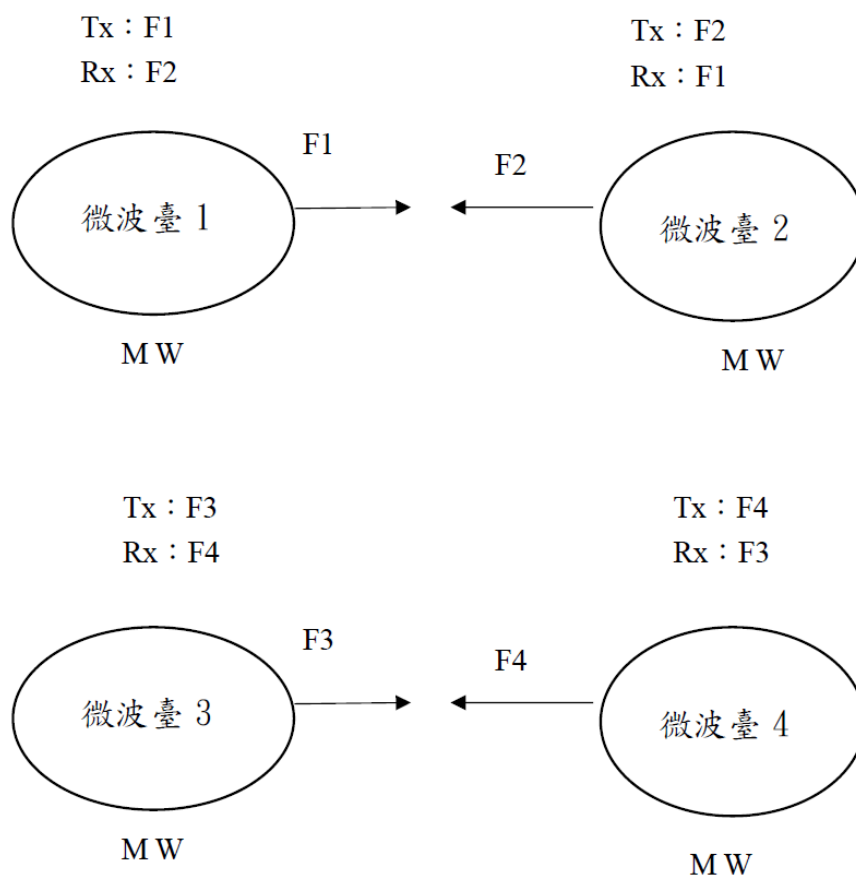 Tx：F1
Rx：F2
Tx：F2
Rx：F1
F1
F2
微波臺 1
微波臺 2
M W
M W
Tx：F3
Rx：F4
Tx：F4
Rx：F3
F3
F4
微波臺 3
微波臺 4
M W
M W